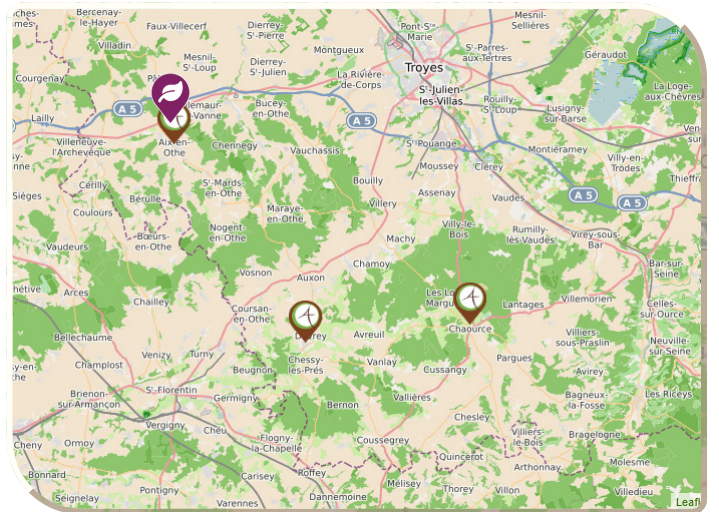 Bercenay-
le-Hayer
Faux-Villecerf
Dierrey-
St-Pierre
Pont-Ste-
Marie
Mesnil-
Sellières
Villadin
Mesnil-
St-Loup
Montgueux
Troyes
St-Parres-
aux-Tertres
Géraudot
Courgenay
Dierrey-
St-Julien
La Rivière-
de-Corps
St-Julien-
les-Villas
La Loge-
aux-Chèvres
Lailly
A 5
Bucey-
en-Othe
A 5
Rouilly-
St-Loup
Lusigny-
sur-Barse
Villeneuve-
l'Archevêque
Aix-en-
Othe
Chennegy
Vauchassis
St-Pouange
Moussey
Clérey
Montiéramey
Villy-en-
Trodes
Siéges
Cérilly
St-Mards-
en-Othe
Bouilly
Assenay
Vaudes
A 5
A 5
Thieffra
Coulours
Bérulle
Maraye-
en-Othe
Villery
Bœurs-
en-Othe
Nogent-
en-Othe
Machy
Villy-le-
Bois
Rumilly-
lès-Vaudes
Virey-sous-
Bar
Vaudeurs
Vosnon
Auxon
Chamoy
Bar-sur-
Seine
Arces
Chailley
Coursan-
en-Othe
Lantages
Villemorien
Celles-
sur-Ource
Bellechaume
Avreuil
Chaource
Villiers-
sous-Praslin
Neuville-
sur-Seine
Champlost
Venizy
Turny
Beugnon
Chessy-
les-Prés
Vanlay
Cussangy
Pargues
Avirey
Brienon-
sur-Armançon
St-Florentin
Germigny
Bernon
Vallières
Bagneux-
la-Fosse
Les Riceys
Vergigny
Cheu
Chesley
Villiers-
le-Bois
Bragelogne
Cheny
Ormoy
Flogny-
la-Chapelle
Coussegrey
Quincerot
Arthonnay
Molesme
Bonnard
Carisey
Roffey
Mélisey
Thorey
Villon
Villedieu
Seignelay
Pontigny
Varennes
Dannemoine
Leafl